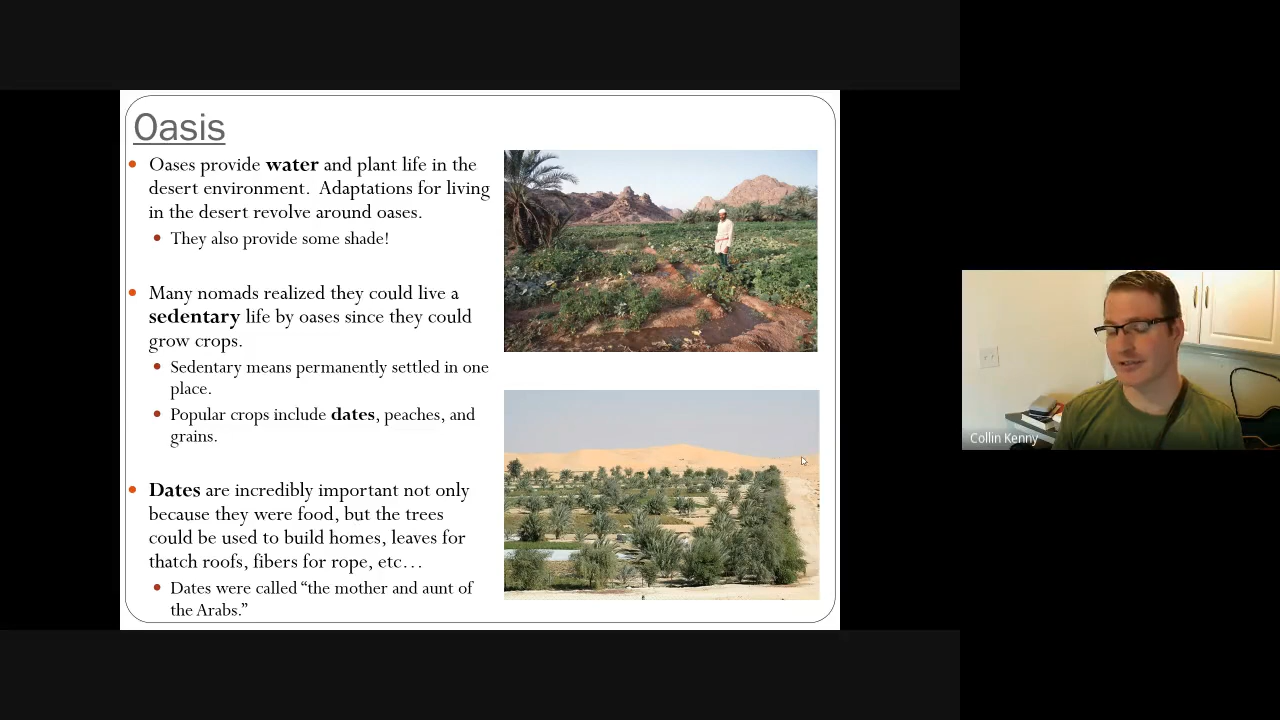 Oasis
Oases provide water and plant life in the
desert environment. Adaptations for living
in the desert revolve around oases.
They also provide some shade!
Many nomads realized they could live a
sedentary life by oases since they could
grow crops.
Sedentary means permanently settled in one
place.
Popular crops include dates, peaches, and
grains.
Dates are incredibly important not only
because they were food, but the trees
could be used to build homes, leaves for
thatch roofs, fibers for rope, etc…
Dates were called “the mother and aunt of
the Arabs.”
Collin Kenny